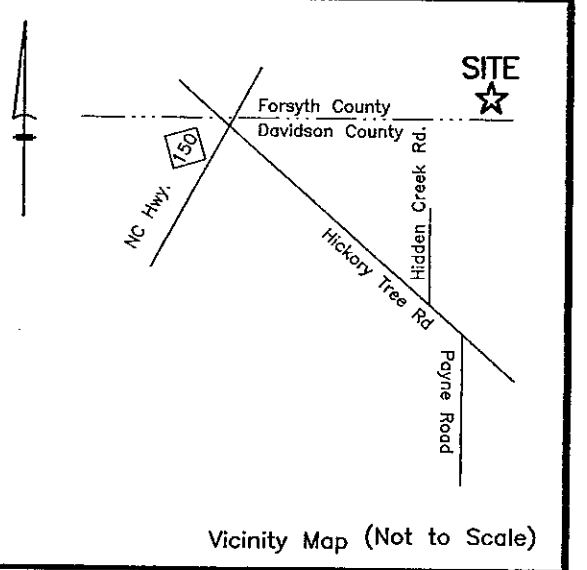 SITE
Forsyth County
Davidson County
150
NC Hwy.
Hidden Creek Rd.
Hickory Tree Rd
Payne Road
Vicinity Map (Not to Scale)